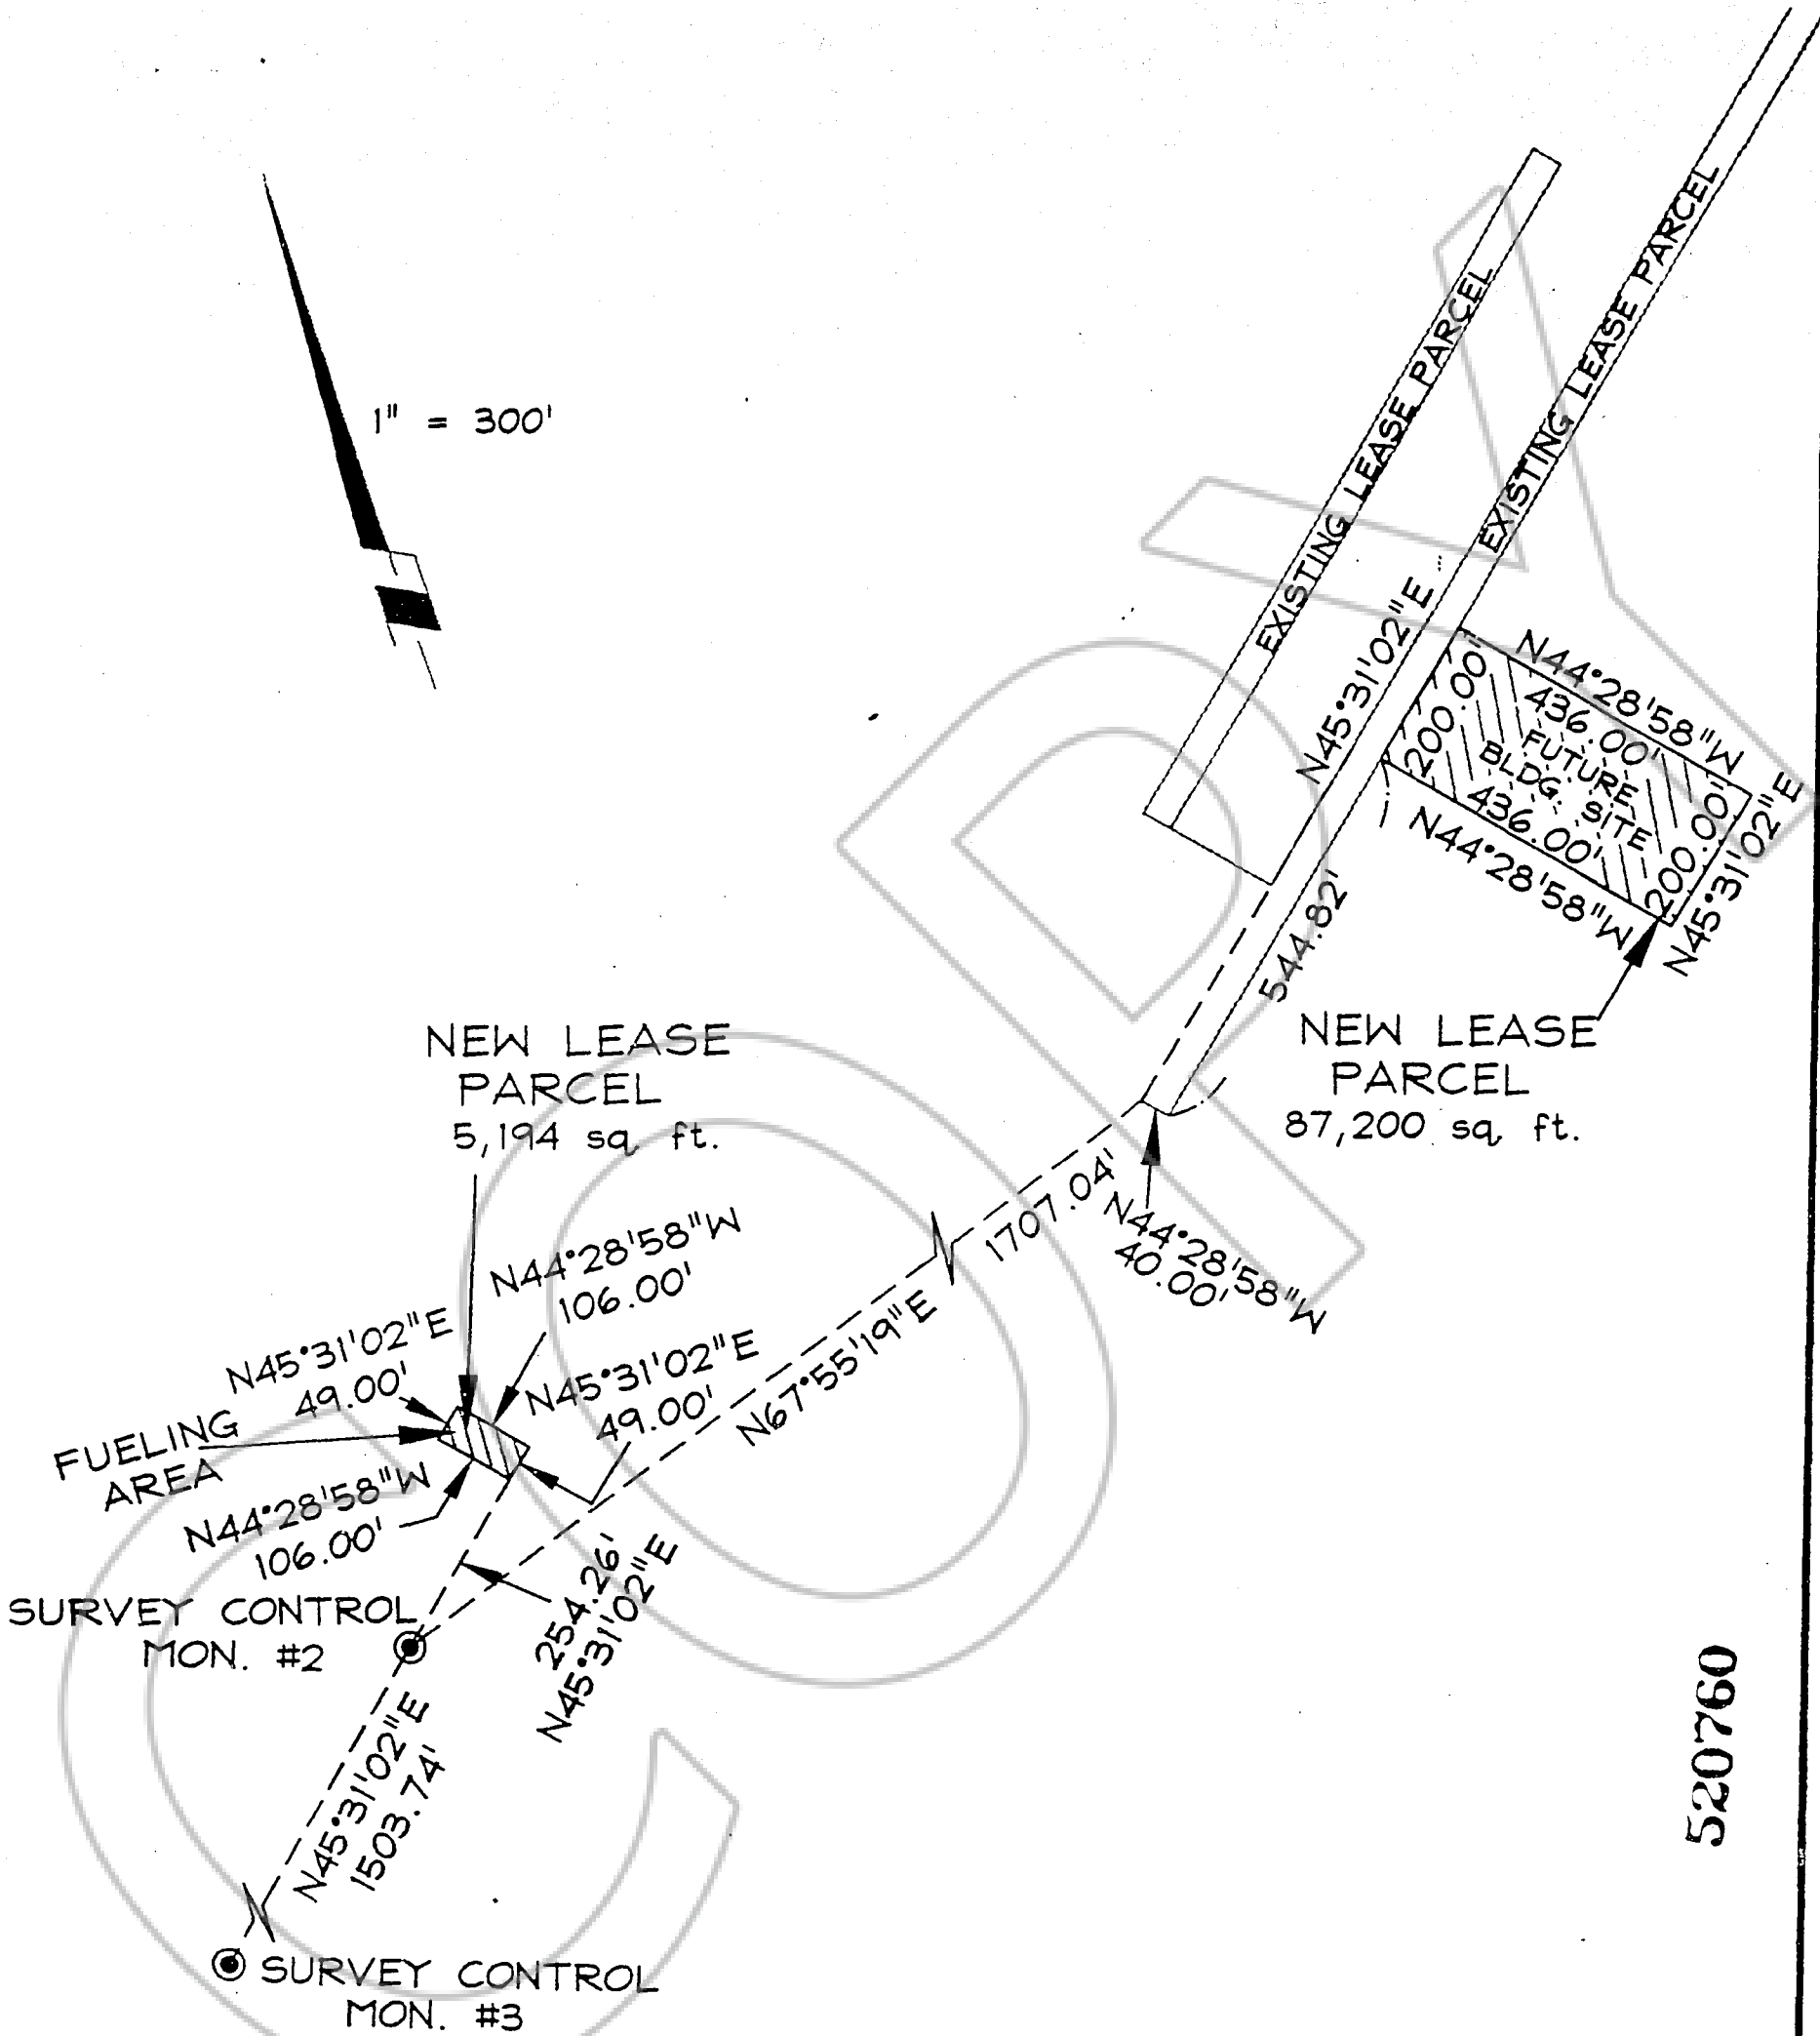 1" = 300'
EXISTING LEASE PARCEL
EXISTING LEASE PARCEL
N45°31'02"E
N44°28'58"W
436.00'
200.00'
FUTURE
BLDG. SITE
436.00'
200.00'
N44°28'58"W
N45°31'02"E
544.82'
NEW LEASE
PARCEL
87,200 sq. ft.
NEW LEASE
PARCEL
5,194 sq. ft.
1707.04'
N44°28'58"W
40.00'
N67°55'19"E
N44°28'58"W
106.00'
N45°31'02"E
49.00'
N45°31'02"E
49.00'
FUELING
AREA
N44°28'58"W
106.00'
SURVEY CONTROL
MON. #2
254.26'
N45°31'02"E
N45°31'02"E
1503.74'
SURVEY CONTROL
MON. #3
520760
COPY